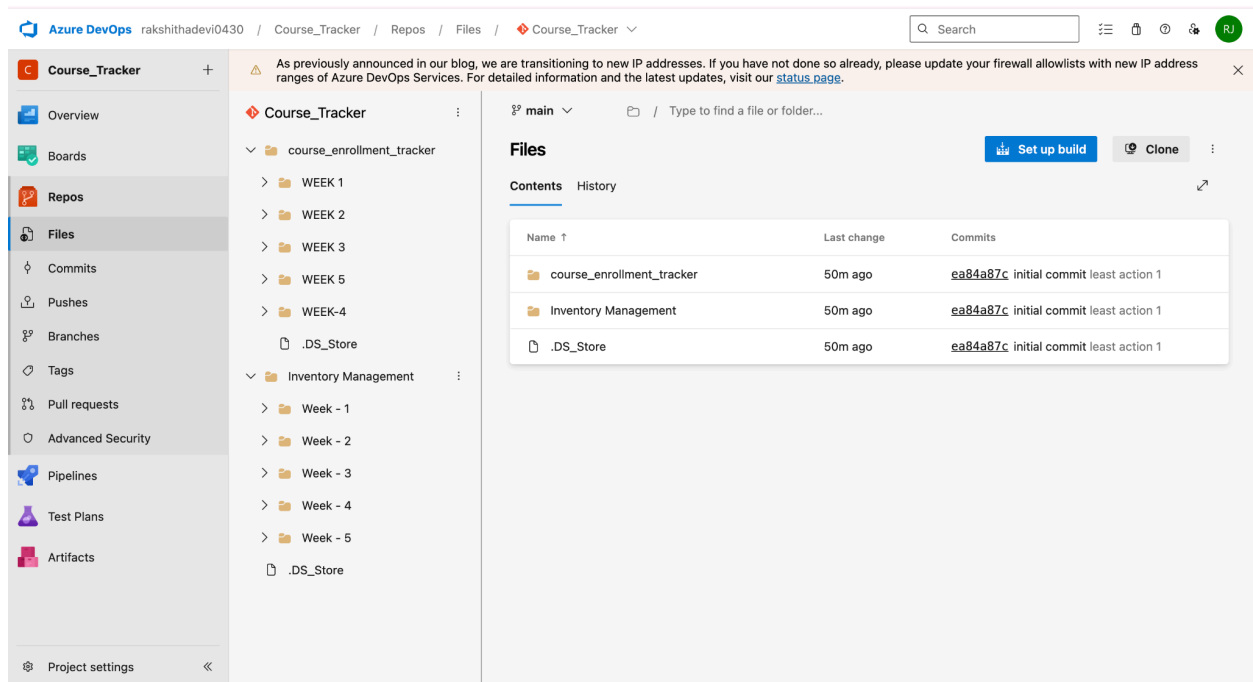 Azure DevOps rakshithadevi0430 / Course_Tracker / Repos / Files / Course_Tracker
Search
RJ
C Course_Tracker +
Overview
Boards
Repos
Files
Commits
Pushes
Branches
Tags
Pull requests
Advanced Security
Pipelines
Test Plans
Artifacts
Project settings
As previously announced in our blog, we are transitioning to new IP addresses. If you have not done so already, please update your firewall allowlists with new IP address
ranges of Azure DevOps Services. For detailed information and the latest updates, visit our status page.
Course_Tracker
course_enrollment_tracker
WEEK 1
WEEK 2
WEEK 3
WEEK 5
WEEK-4
.DS_Store
Inventory Management
Week - 1
Week - 2
Week - 3
Week - 4
Week - 5
.DS_Store
main / Type to find a file or folder...
Files
Set up build
Clone
Contents History
Name ↑ Last change Commits
course_enrollment_tracker 50m ago ea84a87c initial commit least action 1
Inventory Management 50m ago ea84a87c initial commit least action 1
.DS_Store 50m ago ea84a87c initial commit least action 1